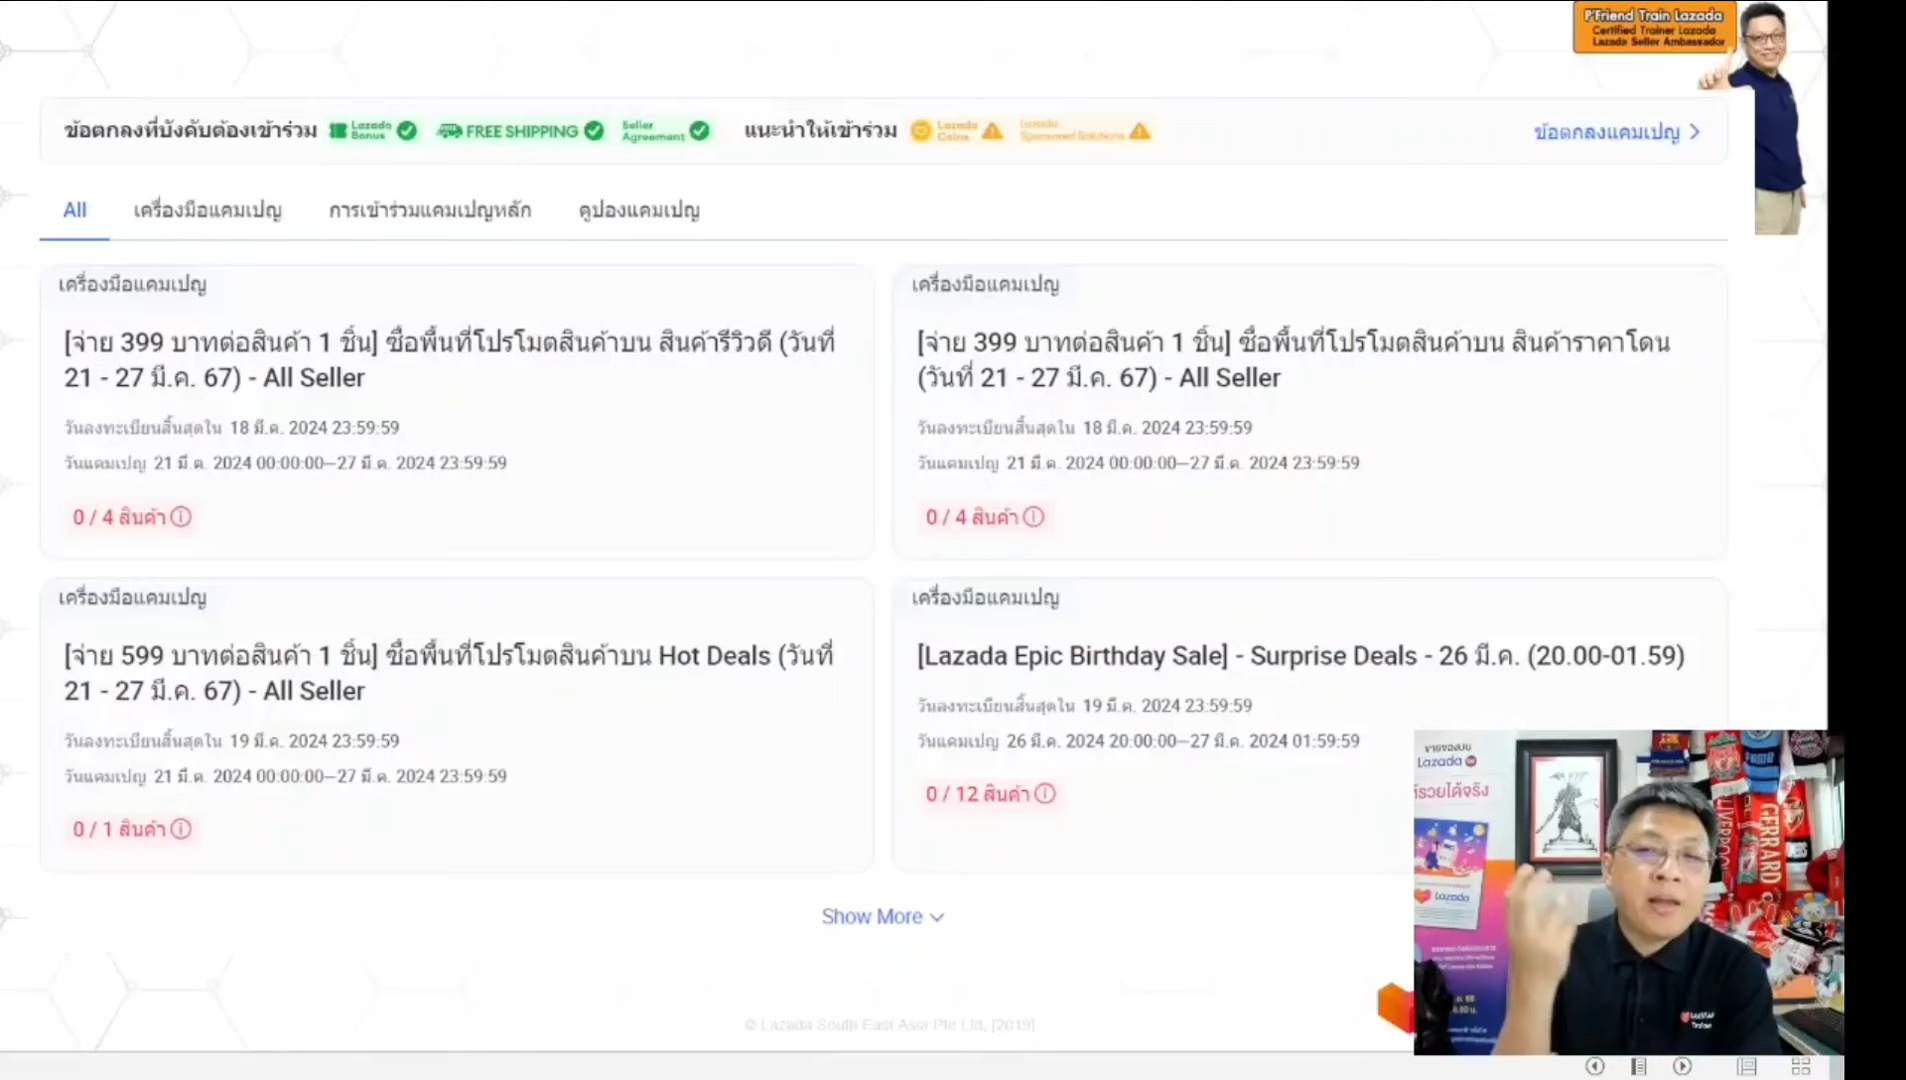 P'Friend Train Lazada
Certified Trainer Lazada
Lazada Seller Ambassador
ข้อตกลงที่บังคับต้องเข้าร่วม Lazada Bonus FREE SHIPPING Seller Agreement แนะนำให้เข้าร่วม Lazada Coins Lazada Sponsored Solutions ข้อตกลงแคมเปญ
All เครื่องมือแคมเปญ การเข้าร่วมแคมเปญหลัก คูปองแคมเปญ
เครื่องมือแคมเปญ
[จ่าย 399 บาทต่อสินค้า 1 ชิ้น] ซื้อพื้นที่โปรโมตสินค้าบน สินค้ารีวิวดี (วันที่
21 - 27 มี.ค. 67) - All Seller
วันลงทะเบียนสิ้นสุดใน 18 มี.ค. 2024 23:59:59
วันแคมเปญ 21 มี.ค. 2024 00:00:00—27 มี.ค. 2024 23:59:59
0 / 4 สินค้า
เครื่องมือแคมเปญ
[จ่าย 399 บาทต่อสินค้า 1 ชิ้น] ซื้อพื้นที่โปรโมตสินค้าบน สินค้าราคาโดน
(วันที่ 21 - 27 มี.ค. 67) - All Seller
วันลงทะเบียนสิ้นสุดใน 18 มี.ค. 2024 23:59:59
วันแคมเปญ 21 มี.ค. 2024 00:00:00—27 มี.ค. 2024 23:59:59
0 / 4 สินค้า
เครื่องมือแคมเปญ
[จ่าย 599 บาทต่อสินค้า 1 ชิ้น] ซื้อพื้นที่โปรโมตสินค้าบน Hot Deals (วันที่
21 - 27 มี.ค. 67) - All Seller
วันลงทะเบียนสิ้นสุดใน 19 มี.ค. 2024 23:59:59
วันแคมเปญ 21 มี.ค. 2024 00:00:00—27 มี.ค. 2024 23:59:59
0 / 1 สินค้า
เครื่องมือแคมเปญ
[Lazada Epic Birthday Sale] - Surprise Deals - 26 มี.ค. (20.00-01.59)
วันลงทะเบียนสิ้นสุดใน 19 มี.ค. 2024 23:59:59
วันแคมเปญ 26 มี.ค. 2024 20:00:00—27 มี.ค. 2024 01:59:59
0 / 12 สินค้า
Show More
© Lazada South East Asia Pte Ltd, [2019]
ขายของบน
Lazada
รวยได้จริง
Lazada
LIVERPOOL
GERRARD